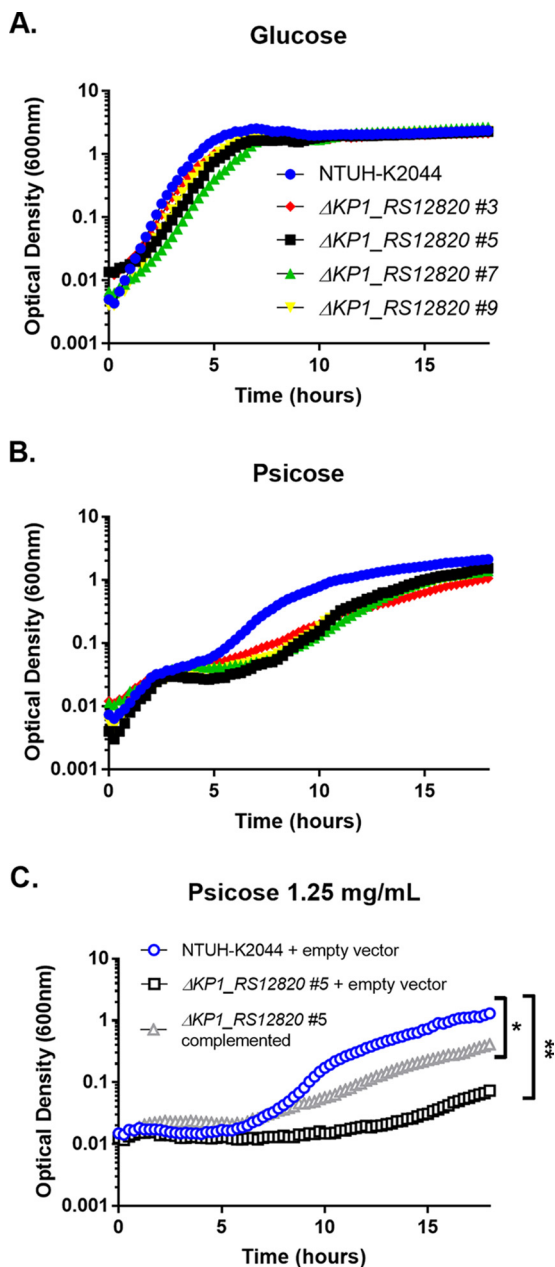 A.
Glucose
Optical Density (600nm)
10
1
0.1
0.01
0.001
NTUH-K2044
ΔKP1_RS12820 #3
ΔKP1_RS12820 #5
ΔKP1_RS12820 #7
ΔKP1_RS12820 #9
0 5 10 15
Time (hours)
B.
Psicose
Optical Density (600nm)
10
1
0.1
0.01
0.001
0 5 10 15
Time (hours)
C.
Psicose 1.25 mg/mL
Optical Density (600nm)
10
1
0.1
0.01
0.001
NTUH-K2044 + empty vector
ΔKP1_RS12820 #5 + empty vector
ΔKP1_RS12820 #5
complemented
*
**
0 5 10 15
Time (hours)